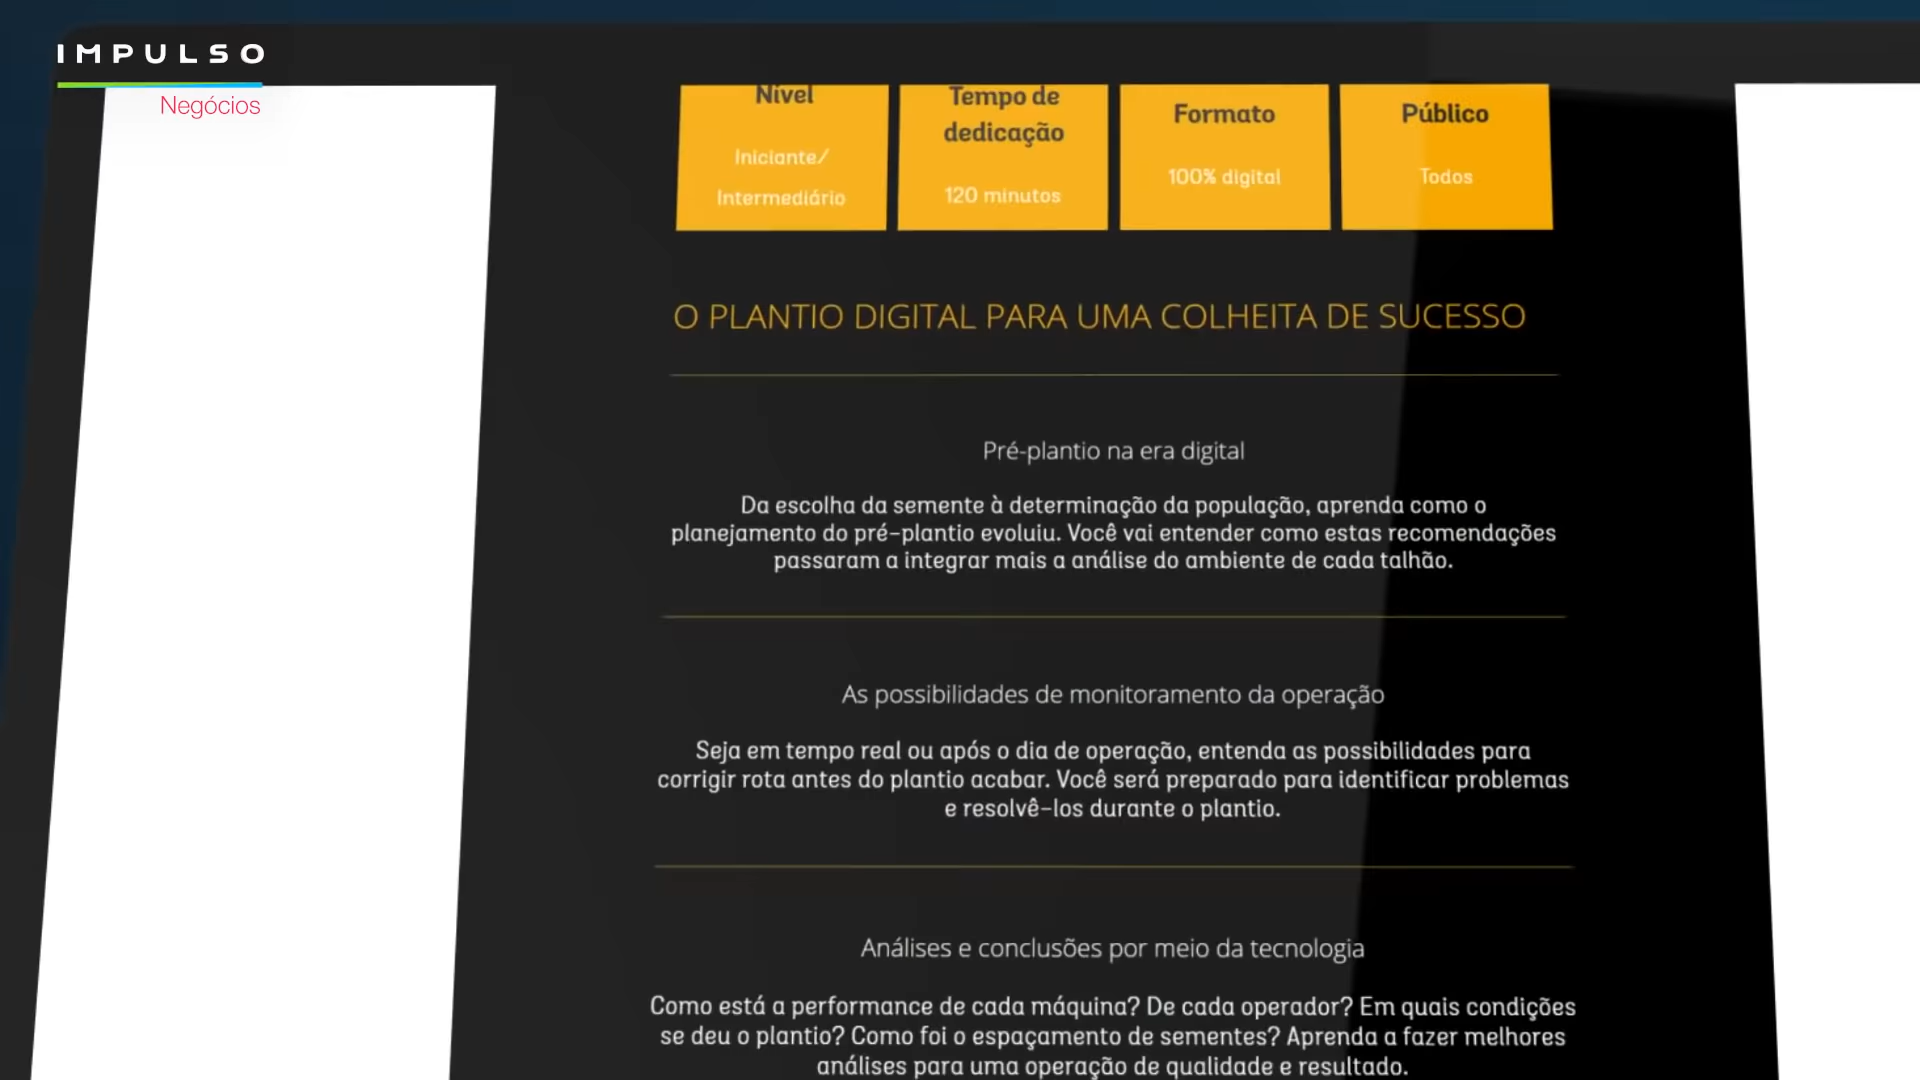 IMPULSO
Negócios
Nível
Iniciante/
Intermediário
Tempo de
dedicação
120 minutos
Formato
100% digital
Público
Todos
O PLANTIO DIGITAL PARA UMA COLHEITA DE SUCESSO
Pré-plantio na era digital
Da escolha da semente à determinação da população, aprenda como o
planejamento do pré-plantio evoluiu. Você vai entender como estas recomendações
passaram a integrar mais a análise do ambiente de cada talhão.
As possibilidades de monitoramento da operação
Seja em tempo real ou após o dia de operação, entenda as possibilidades para
corrigir rota antes do plantio acabar. Você será preparado para identificar problemas
e resolvê-los durante o plantio.
Análises e conclusões por meio da tecnologia
Como está a performance de cada máquina? De cada operador? Em quais condições
se deu o plantio? Como foi o espaçamento de sementes? Aprenda a fazer melhores
análises para uma operação de qualidade e resultado.